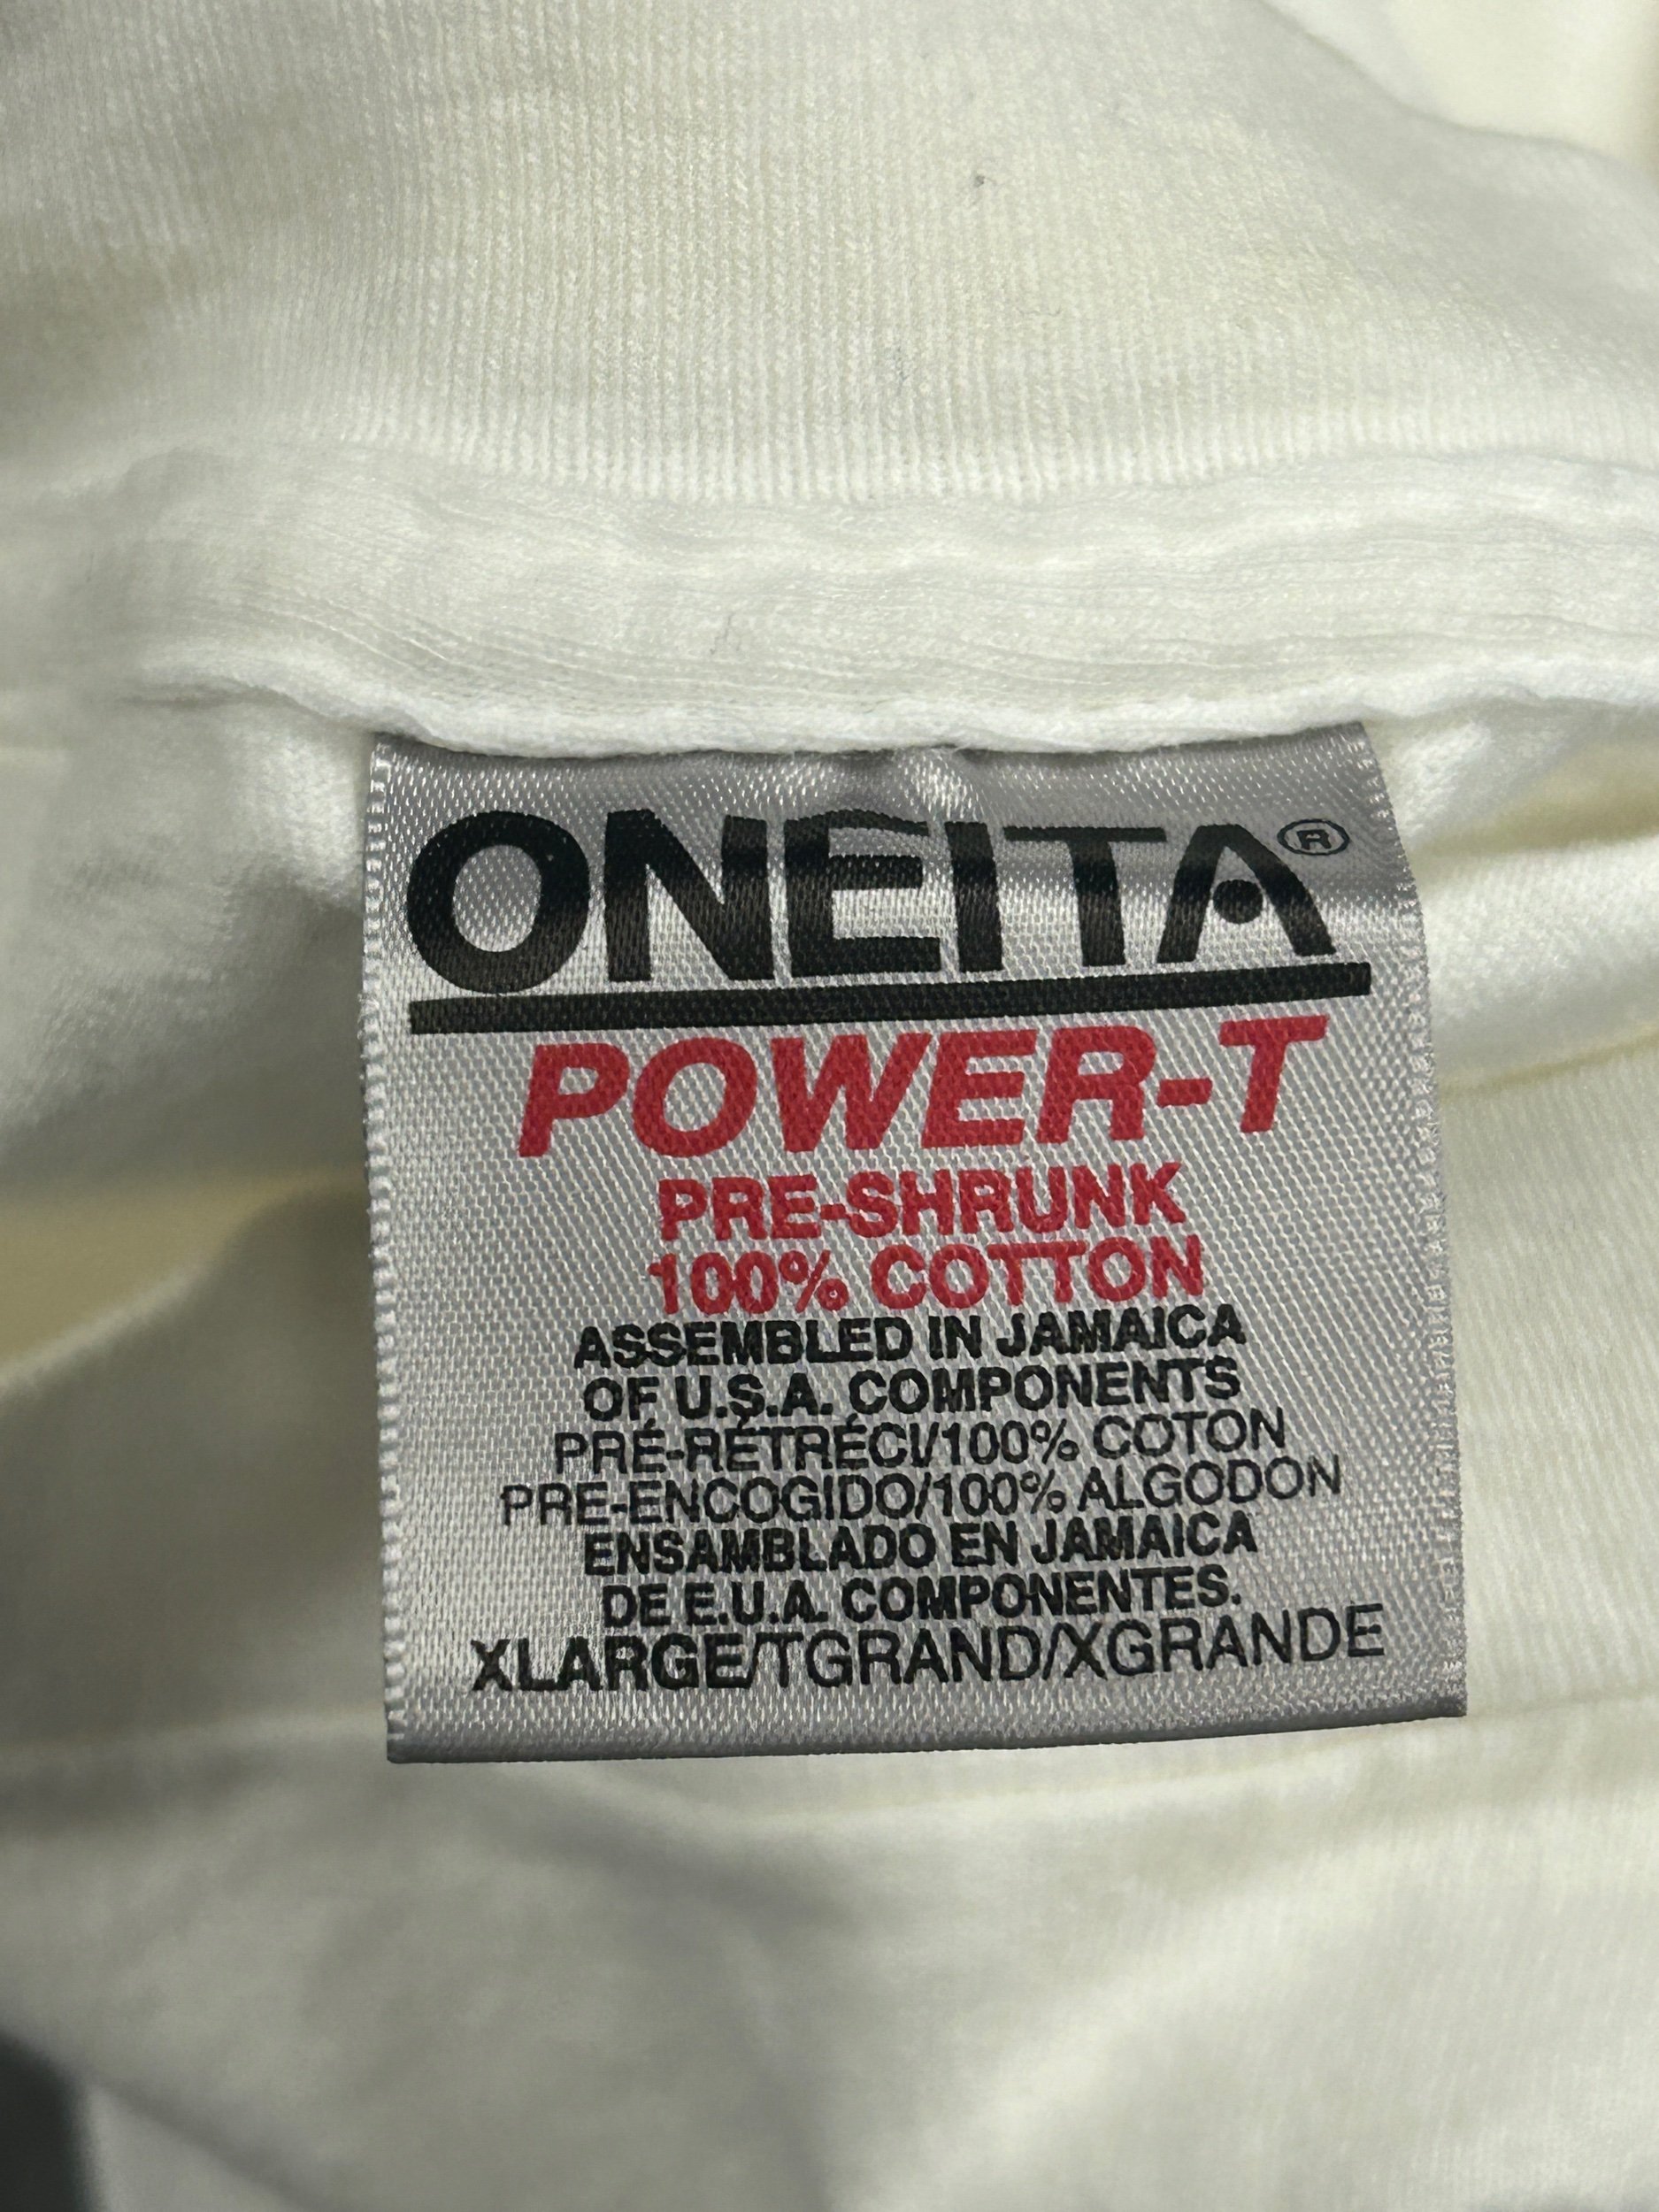 ONEITA®
POWER-T
PRE-SHRUNK
100% COTTON
ASSEMBLED IN JAMAICA
OF U.S.A. COMPONENTS
PRÉ-RÉTRÉCI/100% COTON
PRE-ENCOGIDO/100% ALGODON
ENSAMBLADO EN JAMAICA
DE E.U.A. COMPONENTES.
XLARGE/TGRAND/XGRANDE